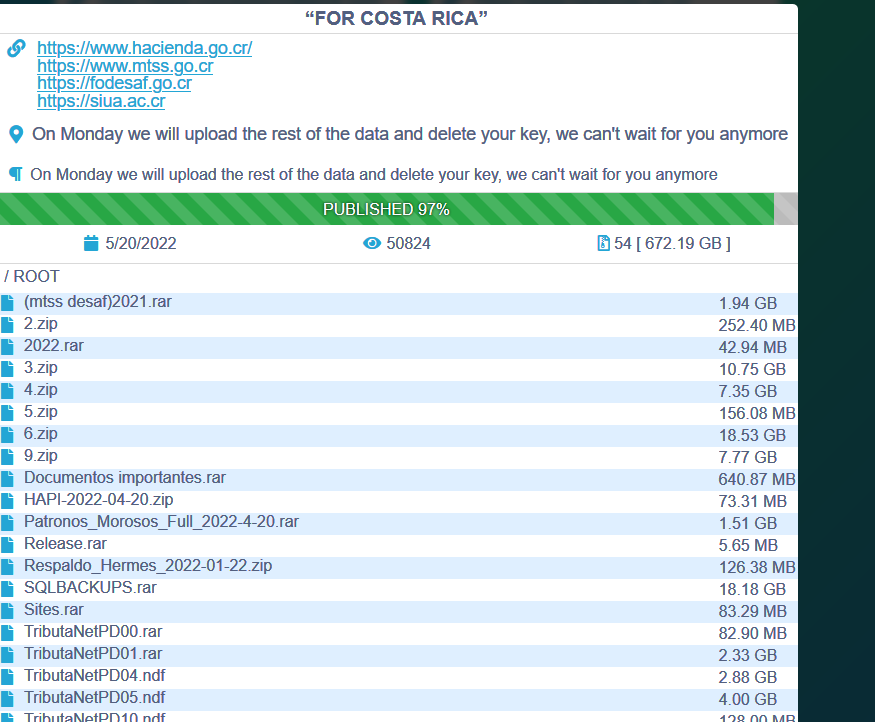 “FOR COSTA RICA”
https://www.hacienda.go.cr/
https://www.mtss.go.cr
https://fodesaf.go.cr
https://siua.ac.cr
On Monday we will upload the rest of the data and delete your key, we can't wait for you anymore
¶ On Monday we will upload the rest of the data and delete your key, we can't wait for you anymore
PUBLISHED 97%
5/20/2022 50824 54 [ 672.19 GB ]
/ ROOT
(mtss desaf)2021.rar 1.94 GB
2.zip 252.40 MB
2022.rar 42.94 MB
3.zip 10.75 GB
4.zip 7.35 GB
5.zip 156.08 MB
6.zip 18.53 GB
9.zip 7.77 GB
Documentos importantes.rar 640.87 MB
HAPI-2022-04-20.zip 73.31 MB
Patronos_Morosos_Full_2022-4-20.rar 1.51 GB
Release.rar 5.65 MB
Respaldo_Hermes_2022-01-22.zip 126.38 MB
SQLBACKUPS.rar 18.18 GB
Sites.rar 83.29 MB
TributaNetPD00.rar 82.90 MB
TributaNetPD01.rar 2.33 GB
TributaNetPD04.ndf 2.88 GB
TributaNetPD05.ndf 4.00 GB
TributaNetPD10.ndf 128.00 MB